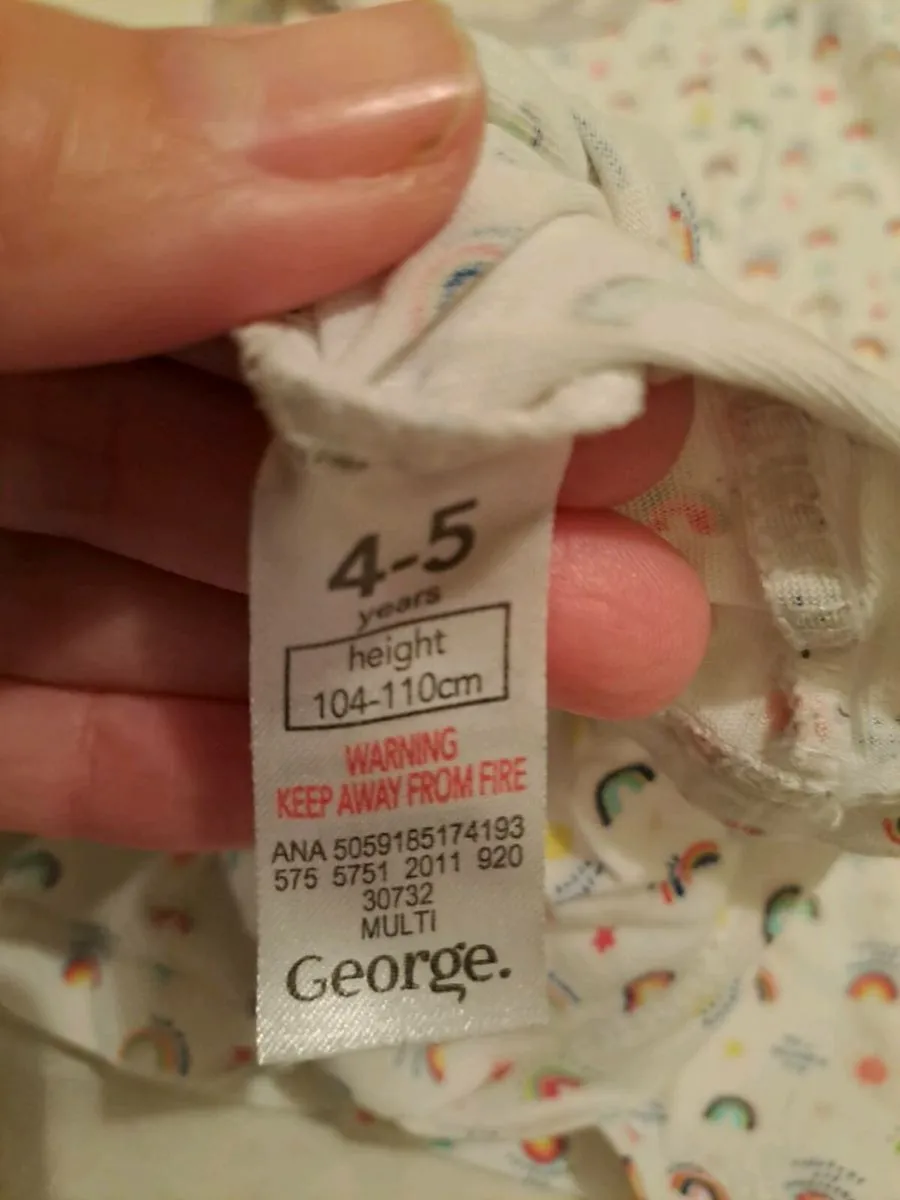 4-5
years
height
104-110cm
WARNING
KEEP AWAY FROM FIRE
ANA 5059185174193
575 5751 2011 920
30732
MULTI
George.